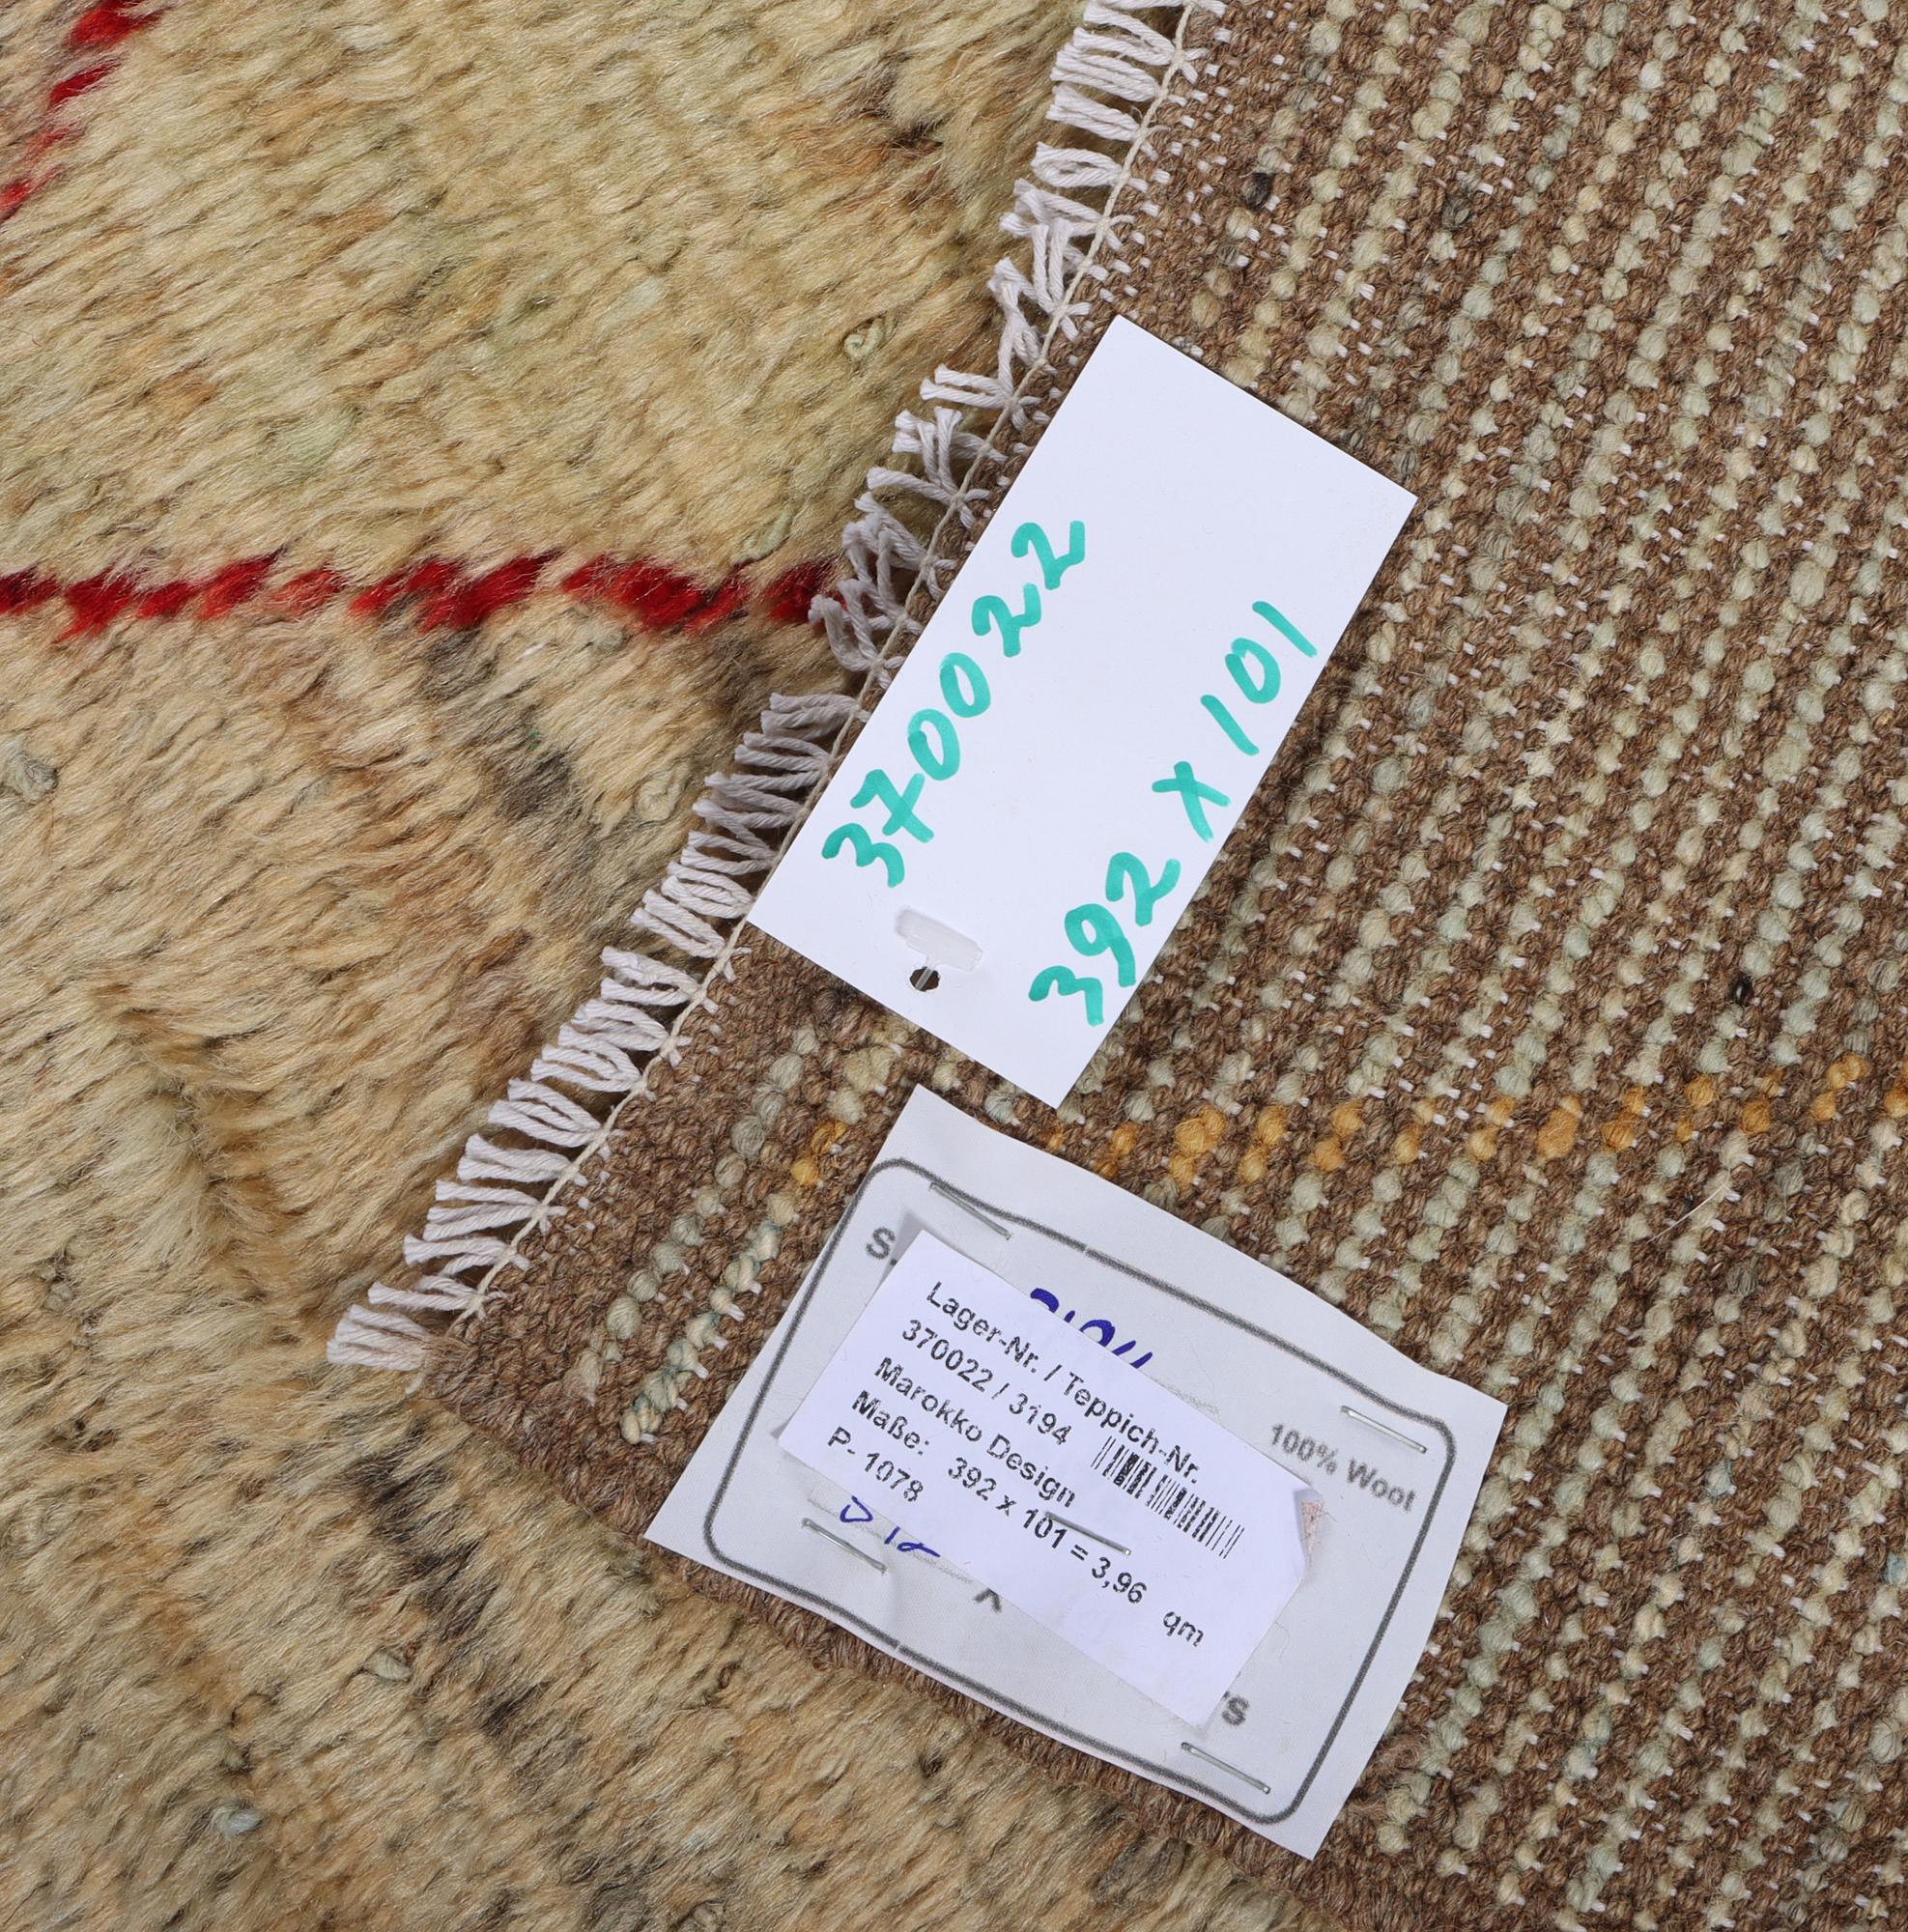 370022
392 x 101
Lager-Nr. / Teppich-Nr.
370022 / 3194
Marokko Design
Maße: 392 x 101 = 3,96 qm
P- 1078
100% Wool